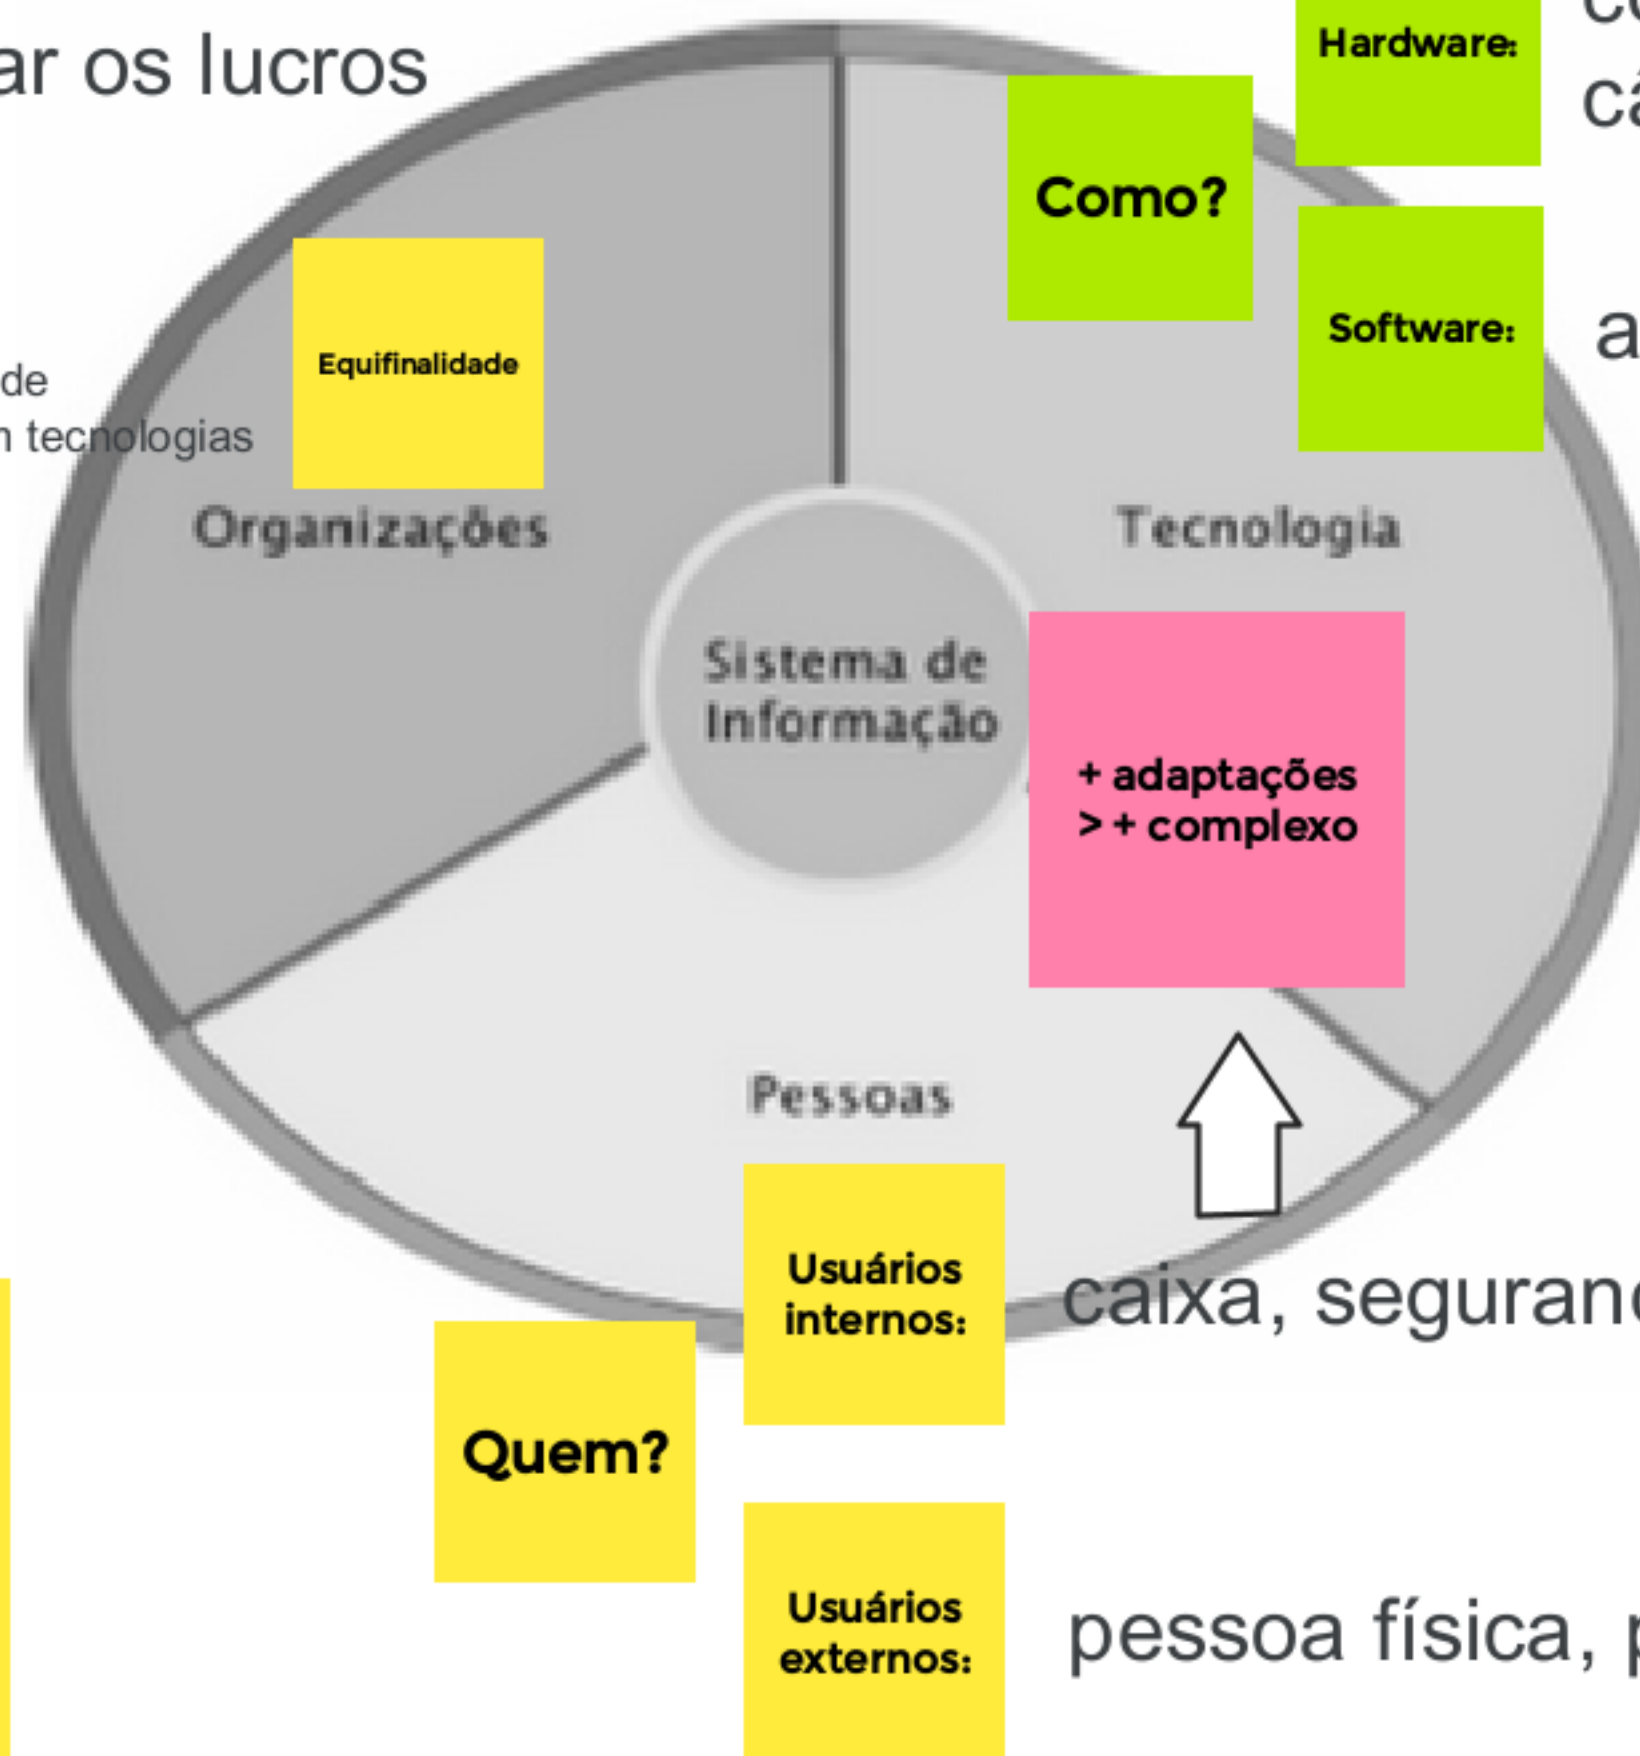 ar os lucros
Hardware:
Como?
Software:
Equifinalidade
de
tecnologias
Organizações
Tecnologia
Sistema de
Informação
+ adaptações
> + complexo
Pessoas
Usuários
internos:
caixa,
Quem?
Usuários
externos:
pessoa física,